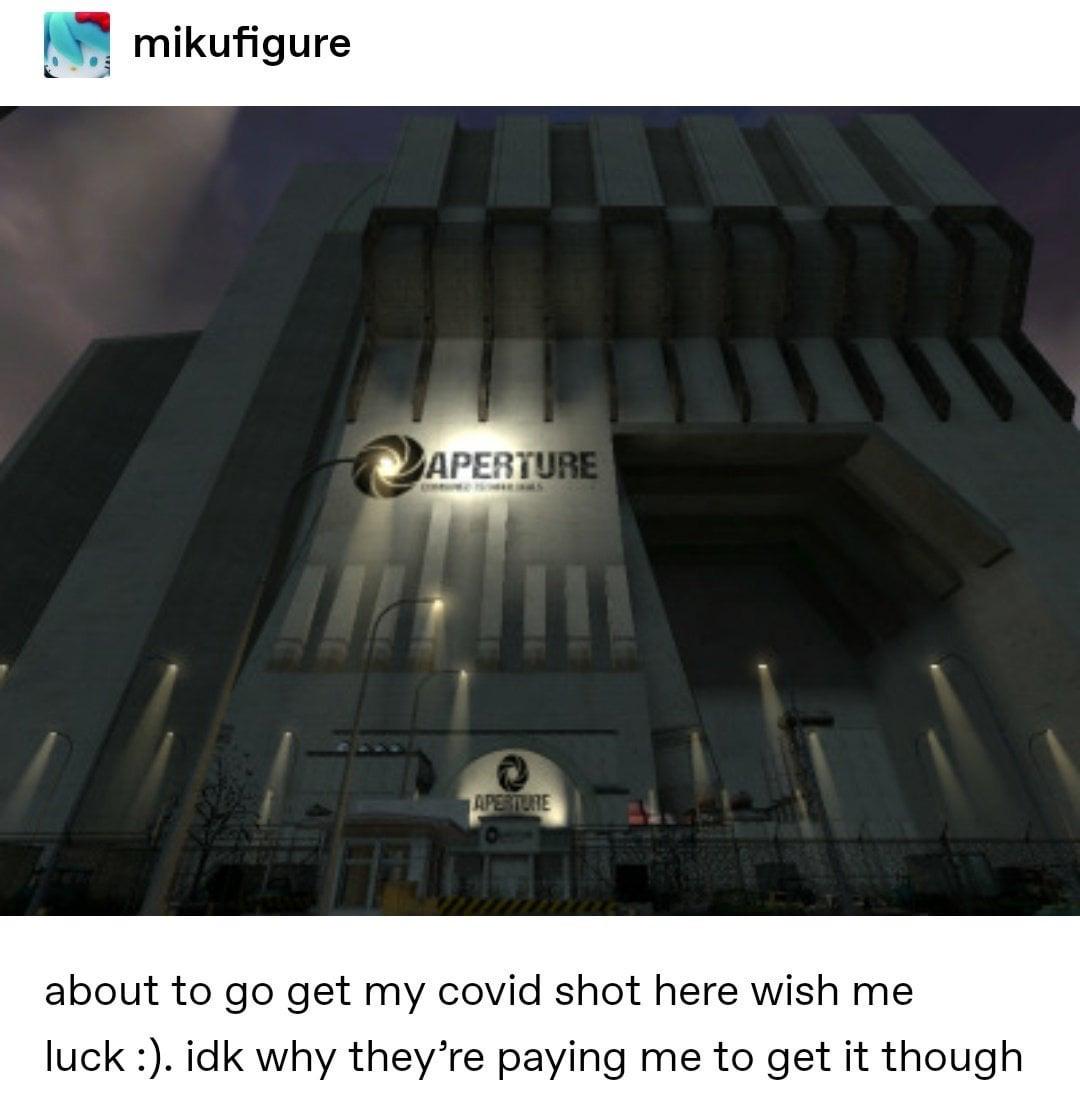 mikufigure
APERTURE
APERTURE
about to go get my covid shot here wish me
luck :). idk why they’re paying me to get it though